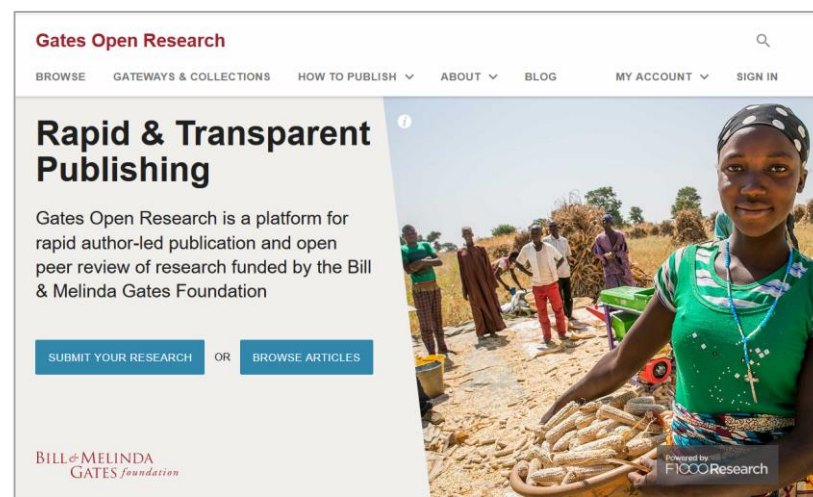 Gates Open Research
BROWSE GATEWAYS & COLLECTIONS HOW TO PUBLISH ABOUT BLOG MY ACCOUNT SIGN IN
Rapid & Transparent
Publishing
Gates Open Research is a platform for
rapid author-led publication and open
peer review of research funded by the Bill
& Melinda Gates Foundation
SUBMIT YOUR RESEARCH OR BROWSE ARTICLES
BILL & MELINDA
GATES foundation
Powered by
F1000Research